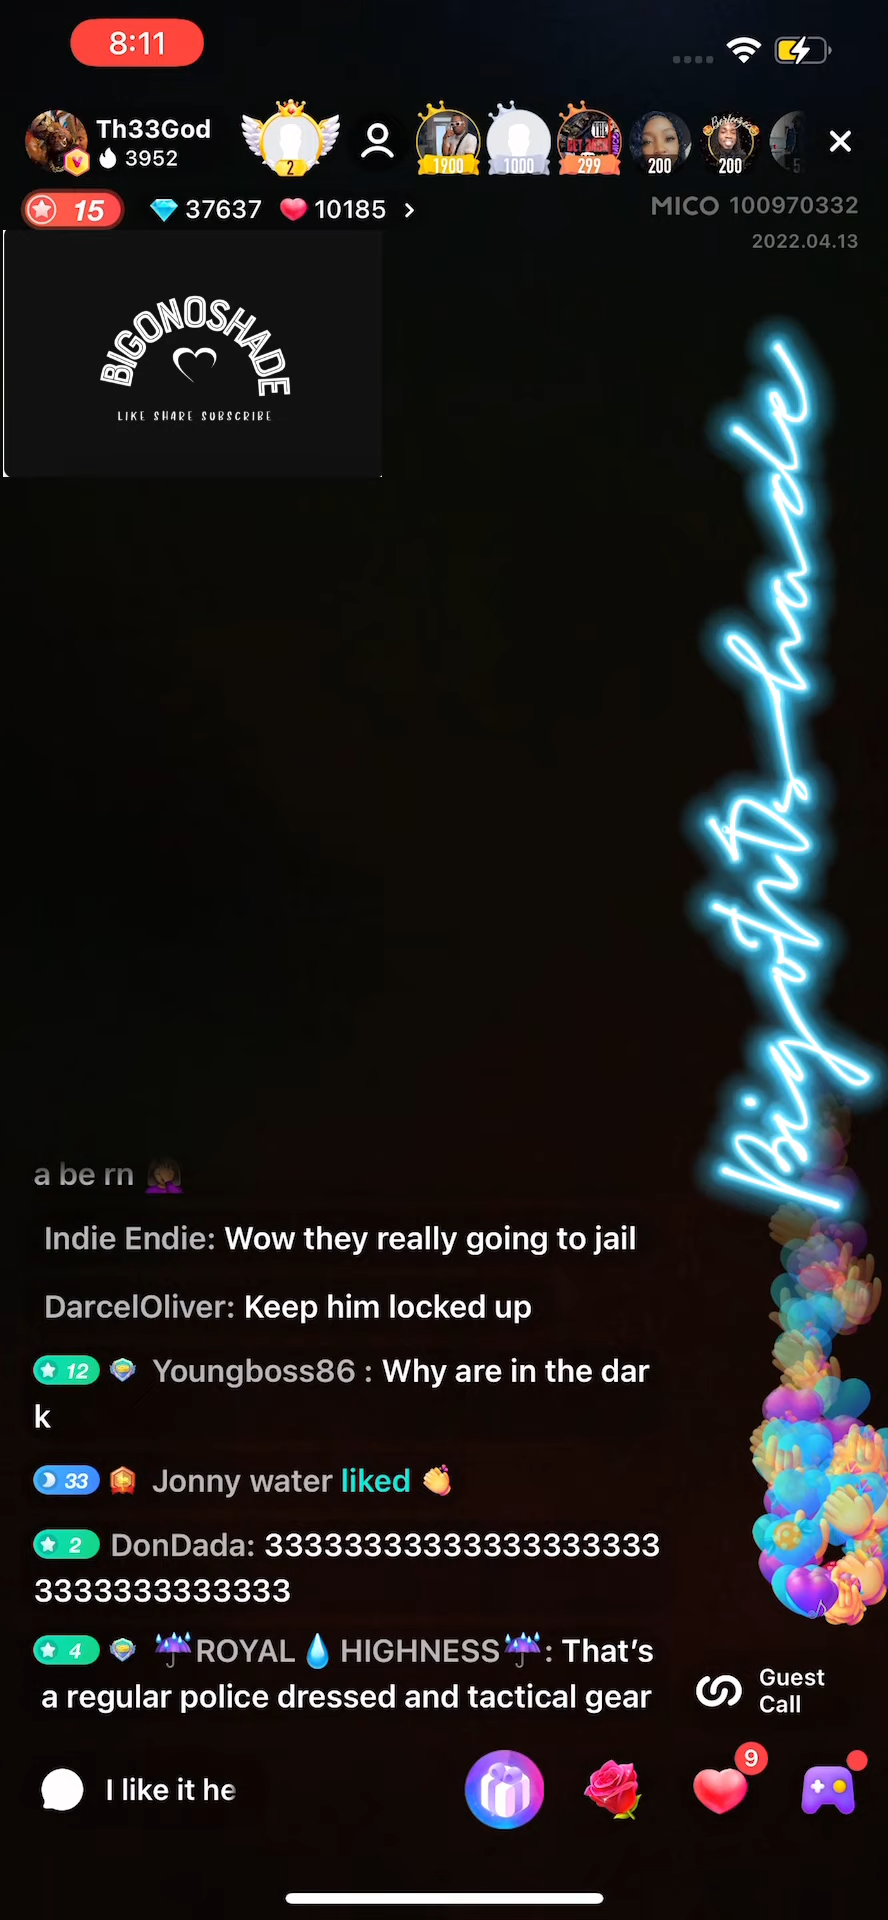 8:11
Th33God
3952
2
1900
1000
299
200
200
15
37637
10185
MICO 100970332
2022.04.13
BIGONOSHADE
LIKE SHARE SUBSCRIBE
BigoNoshade
a be rn
Indie Endie: Wow they really going to jail
DarcelOliver: Keep him locked up
12 Youngboss86 : Why are in the dar
k
33 Jonny water liked
2 DonDada: 33333333333333333333
3333333333333
4 ROYAL HIGHNESS: That's
a regular police dressed and tactical gear
Guest
Call
I like it he
9